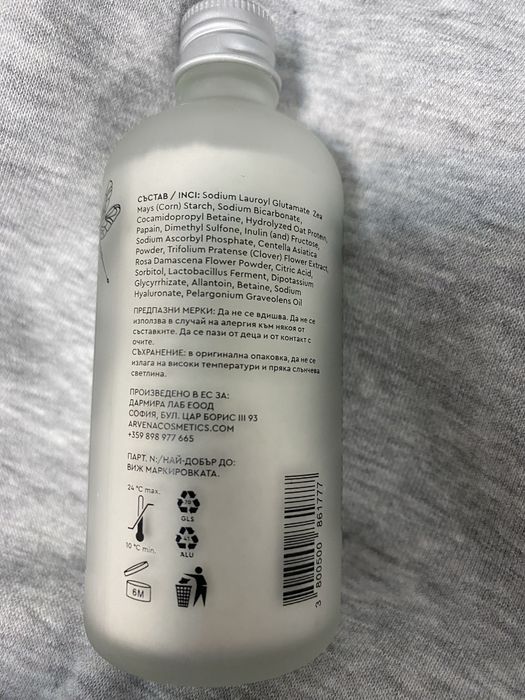 СЪСТАВ / INCI: Sodium Lauroyl Glutamate Zea
Mays (Corn) Starch, Sodium Bicarbonate,
Cocamidopropyl Betaine, Hydrolyzed Oat Protein,
Papain, Dimethyl Sulfone, Inulin (and) Fructose,
Sodium Ascorbyl Phosphate, Centella Asiatica
Powder, Trifolium Pratense (Clover) Flower Extract,
Rosa Damascena Flower Powder, Citric Acid,
Sorbitol, Lactobacillus Ferment, Dipotassium
Glycyrrhizate, Allantoin, Betaine, Sodium
Hyaluronate, Pelargonium Graveolens Oil
ПРЕДПАЗНИ МЕРКИ: Да не се вдишва. Да не се
използва в случай на алергия към някоя от
съставките. Да се пази от деца и от контакт с
очите.
СЪХРАНЕНИЕ: в оригинална опаковка, да не се
излага на високи температури и пряка слънчева
светлина.
ПРОИЗВЕДЕНО В ЕС ЗА:
ДАРМИРА ЛАБ ЕООД
СОФИЯ, БУЛ. ЦАР БОРИС III 93
ARVENACOSMETICS.COM
+359 898 977 665
ПАРТ. N:/НАЙ-ДОБЪР ДО:
ВИЖ МАРКИРОВКАТА.
24 °C max.
10 °C min.
70
GLS
41
ALU
6M
3 800500 861777